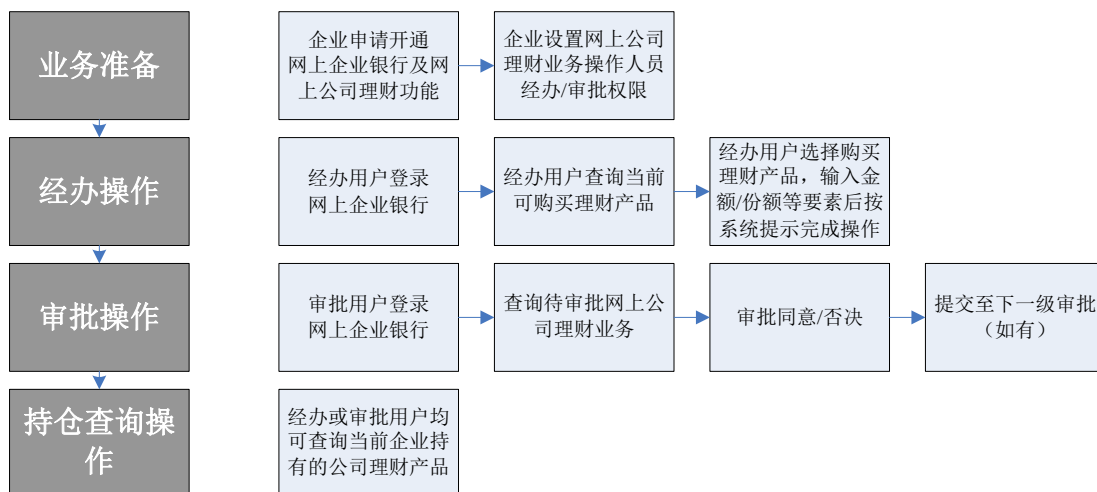 业务准备
企业申请开通
网上企业银行及网
上公司理财功能
企业设置网上公司
理财业务操作人员
经办/审批权限
经办操作
经办用户登录
网上企业银行
经办用户查询当前
可购买理财产品
经办用户选择购买
理财产品，输入金
额/份额等要素后按
系统提示完成操作
审批操作
审批用户登录
网上企业银行
查询待审批网上公
司理财业务
审批同意/否决
提交至下一级审批
（如有）
持仓查询操
作
经办或审批用户均
可查询当前企业持
有的公司理财产品